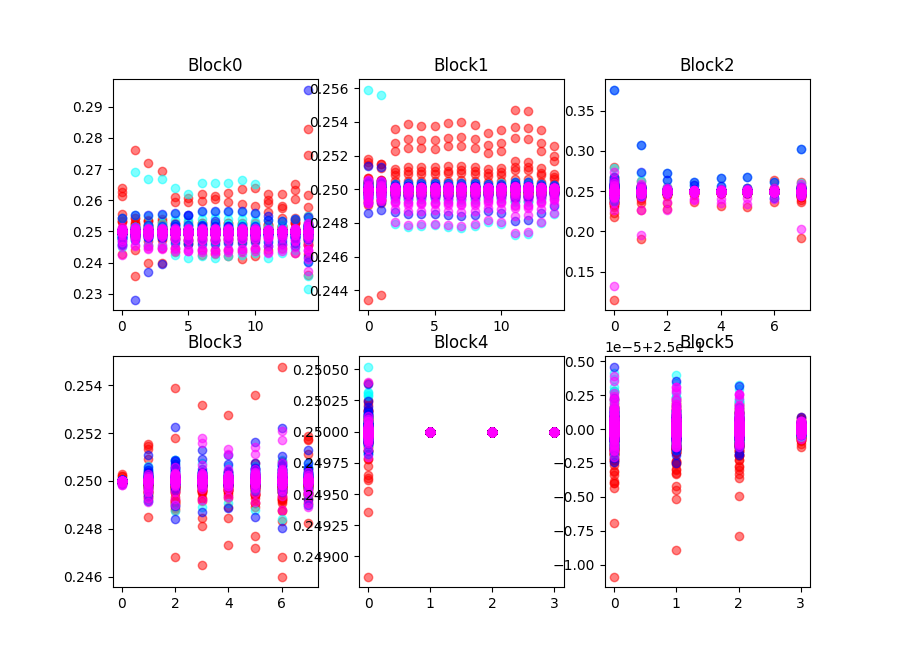 Block0
Block1
Block2
0.29
0.28
0.27
0.26
0.25
0.24
0.23
0 5 10
0.256
0.254
0.252
0.250
0.248
0.246
0.244
0 5 10
0.35
0.30
0.25
0.20
0.15
0 2 4 6
Block3
Block4
1e−5+2.5e−1
Block5
0.254
0.252
0.250
0.248
0.246
0 2 4 6
0.25050
0.25025
0.25000
0.24975
0.24950
0.24925
0.24900
0 1 2 3
0.50
0.25
0.00
−0.25
−0.50
−0.75
−1.00
0 1 2 3